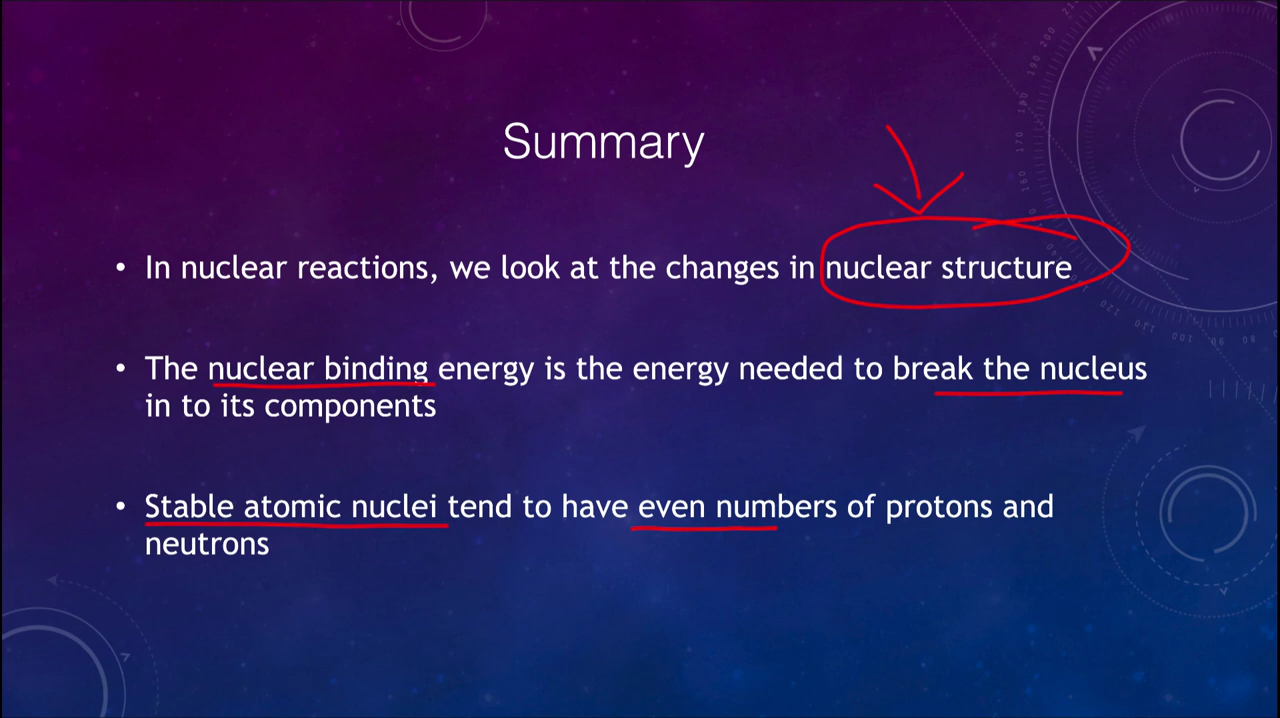 Summary
• In nuclear reactions, we look at the changes in nuclear structure
• The nuclear binding energy is the energy needed to break the nucleus
in to its components
• Stable atomic nuclei tend to have even numbers of protons and
neutrons